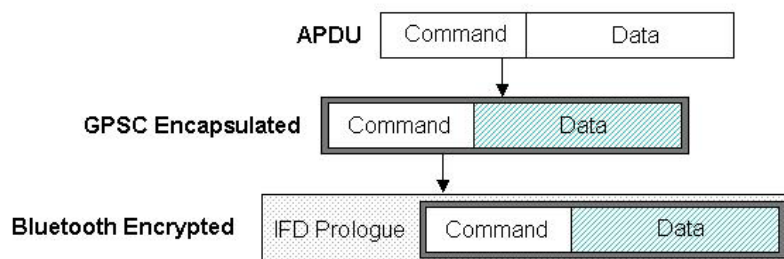 APDU Command Data
GPSC Encapsulated Command Data
Bluetooth Encrypted IFD Prologue Command Data